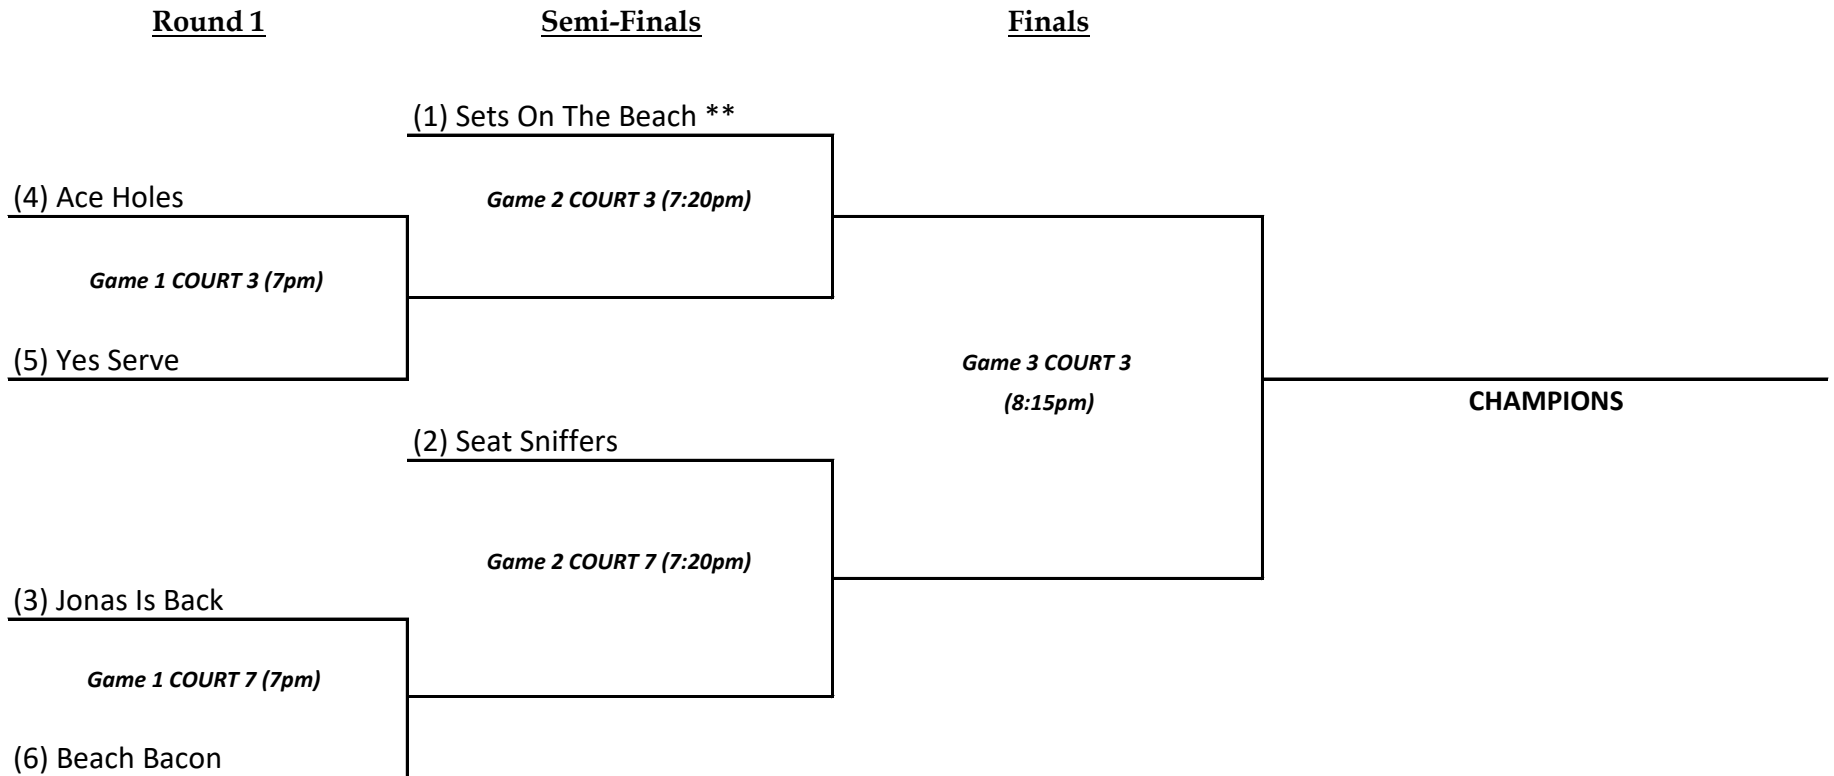 Round 1
Semi-Finals
Finals
(1) Sets On The Beach **
(4) Ace Holes
Game 2 COURT 3 (7:20pm)
Game 1 COURT 3 (7pm)
(5) Yes Serve
Game 3 COURT 3
(8:15pm)
CHAMPIONS
(2) Seat Sniffers
Game 2 COURT 7 (7:20pm)
(3) Jonas Is Back
Game 1 COURT 7 (7pm)
(6) Beach Bacon